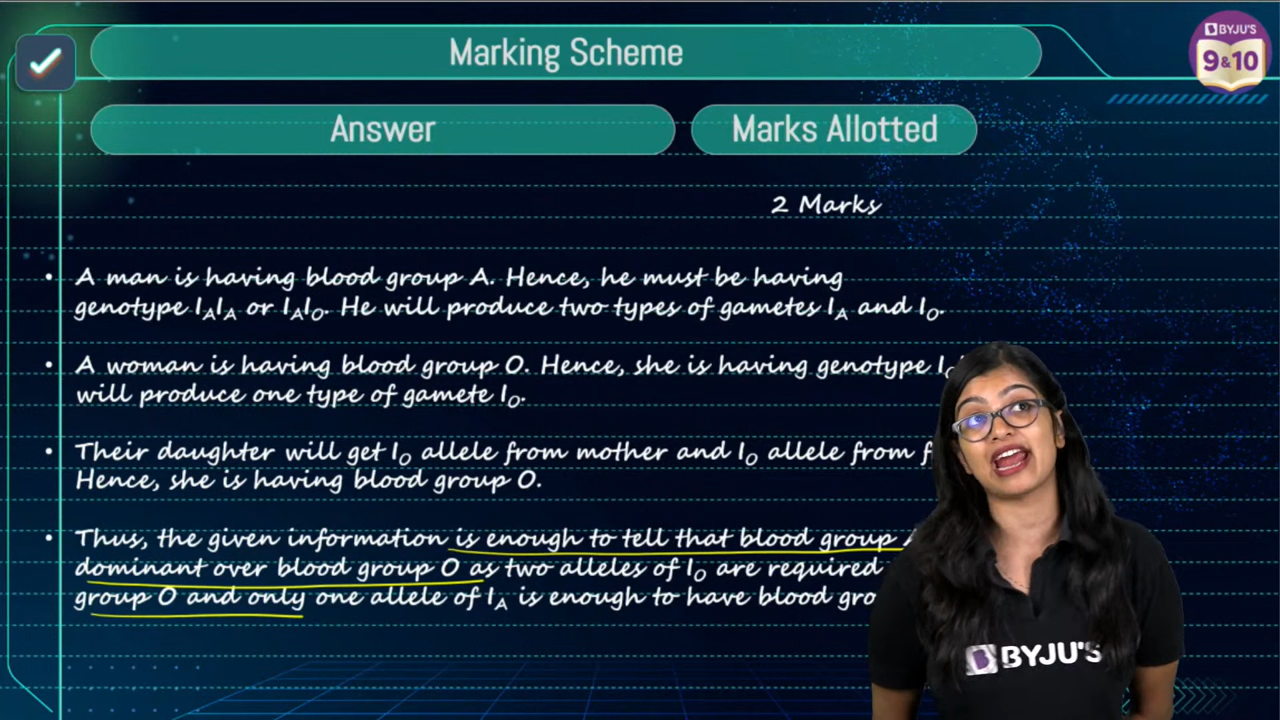 Marking Scheme
BYJU'S
9&10
Answer
Marks Allotted
2 Marks
• A man is having blood group A. Hence, he must be having
genotype IAIA or IAIO. He will produce two types of gametes IA and IO.
• A woman is having blood group O. Hence, she is having genotype I
will produce one type of gamete IO.
• Their daughter will get IO allele from mother and IO allele from f
Hence, she is having blood group O.
• Thus, the given information is enough to tell that blood group
dominant over blood group O as two alleles of IO are required
group O and only one allele of IA is enough to have blood gro
BYJU'S